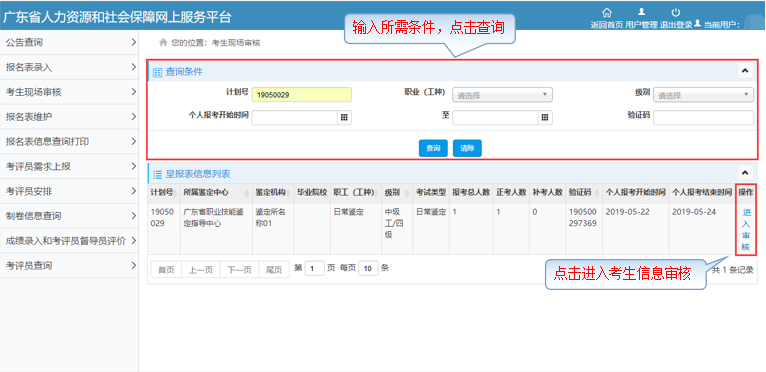 广东省人力资源和社会保障网上服务平台
返回首页 用户管理 退出登录 当前用户：
输入所需条件，点击查询
公告查询
报名表录入
考生现场审核
报名表维护
报名表信息查询打印
考评员需求上报
考评员安排
制卷信息查询
成绩录入和考评员督导员评价
考评员查询
您的位置：考生现场审核
查询条件
计划号 19050029 职业（工种） 请选择 级别 请选择
个人报考开始时间 至 验证码
查询 清除
呈报表信息列表
计划号 所属鉴定中心 鉴定机构 毕业院校 职工（工种） 级别 考试类型 报考总人数 正考人数 补考人数 验证码 个人报考开始时间 个人报考结束时间 操作
19050029 广东省职业技能鉴定指导中心 鉴定所名称01 日常鉴定 中级工/四级 日常鉴定 1 1 0 190500297369 2019-05-22 2019-05-24 进入审核
首页 上一页 下一页 尾页 第 1 页 每页 10 条 共 1 条记录
点击进入考生信息审核